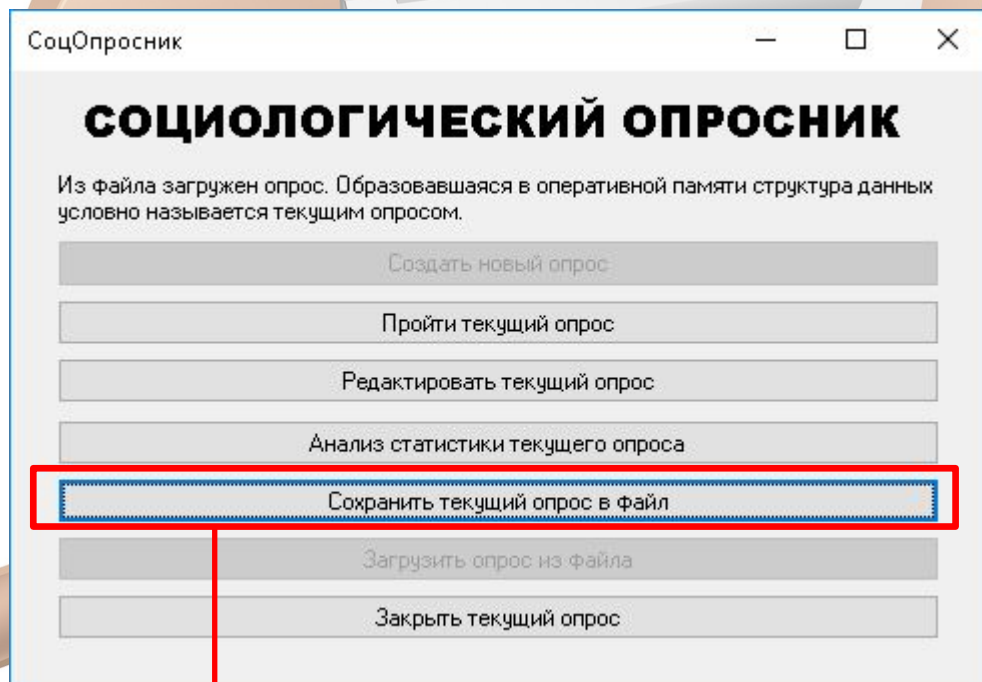 СоцОпросник
СОЦИОЛОГИЧЕСКИЙ ОПРОСНИК
Из файла загружен опрос. Образовавшаяся в оперативной памяти структура данных
условно называется текущим опросом.
Создать новый опрос
Пройти текущий опрос
Редактировать текущий опрос
Анализ статистики текущего опроса
Сохранить текущий опрос в файл
Загрузить опрос из файла
Закрыть текущий опрос